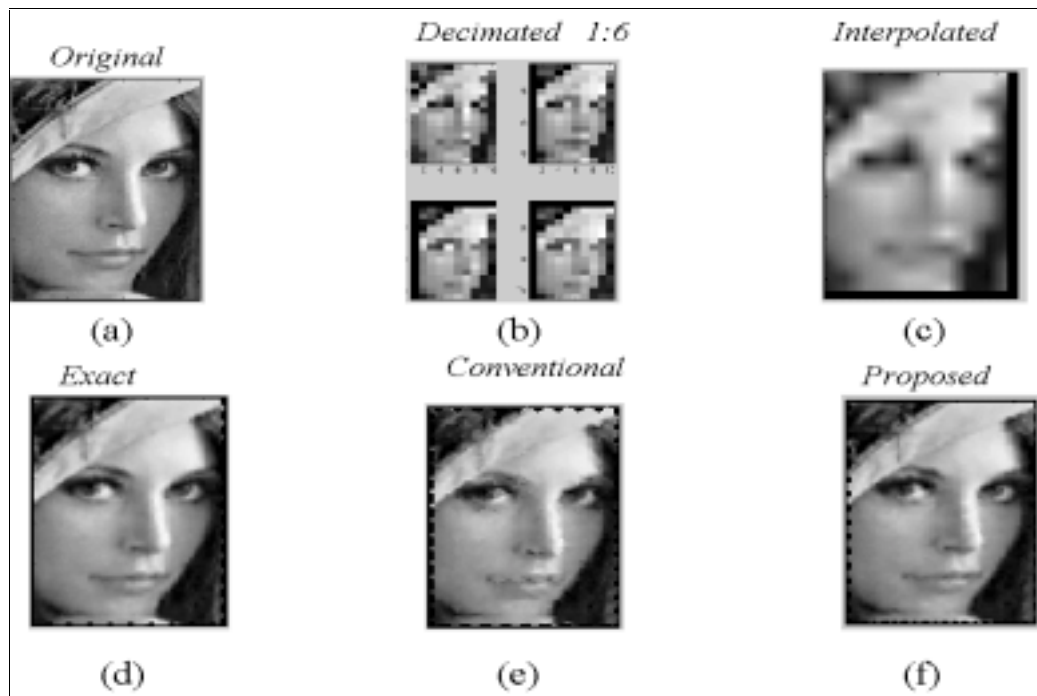 Original
Decimated 1:6
Interpolated
(a)
(b)
(c)
Exact
Conventional
Proposed
(d)
(e)
(f)